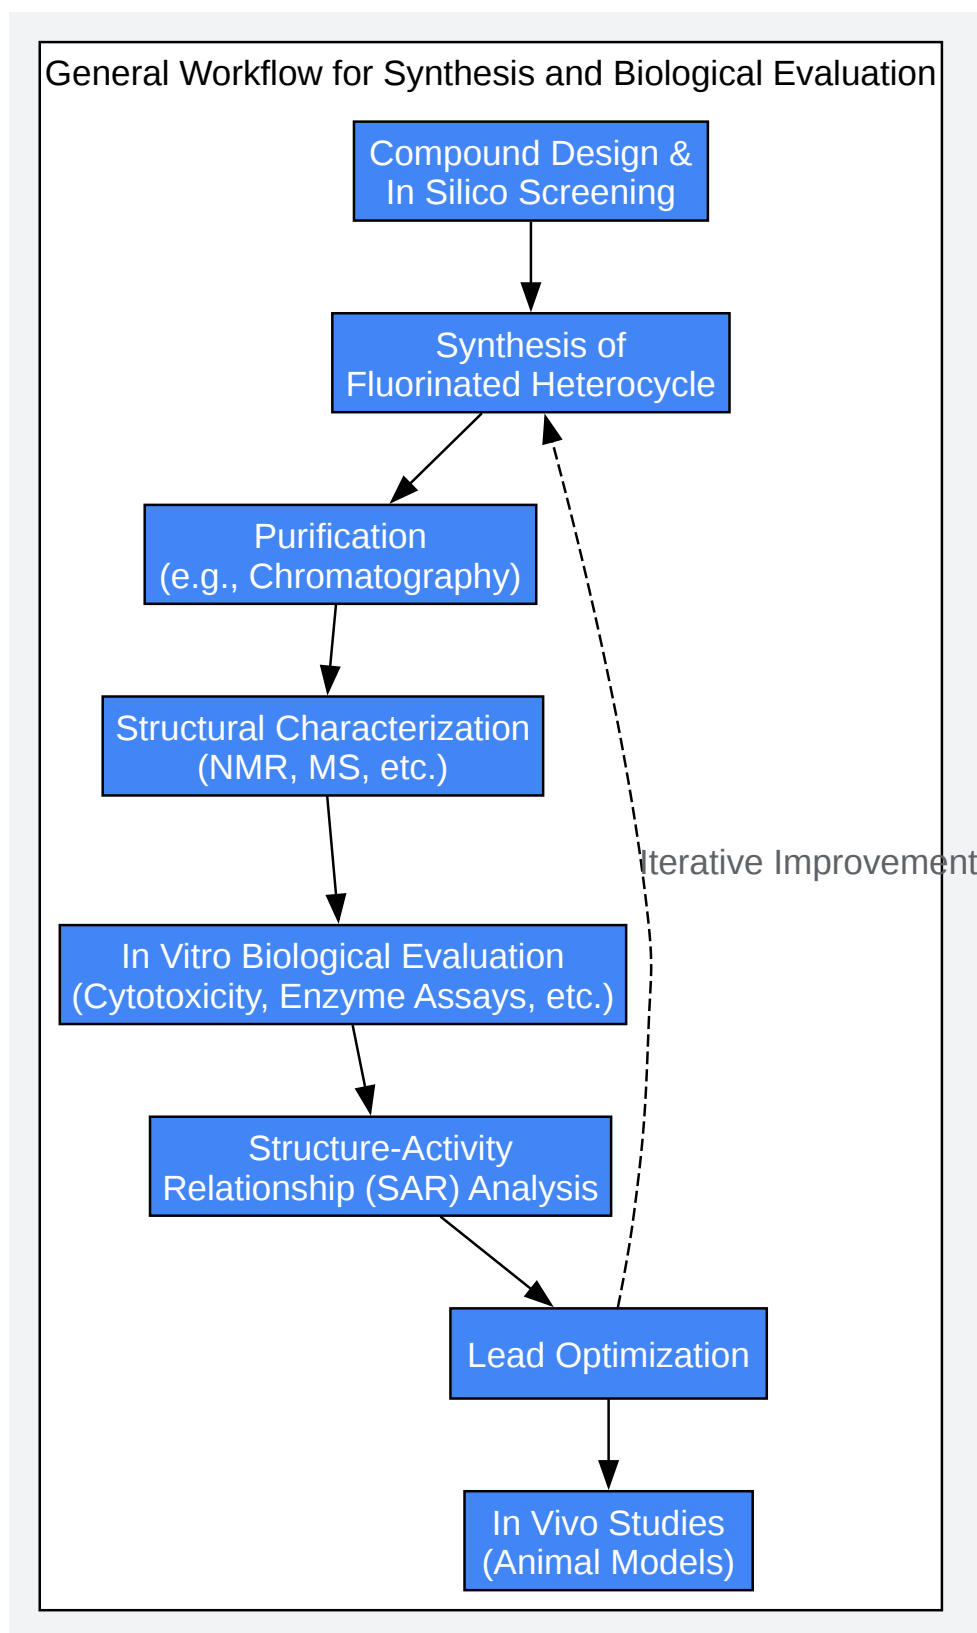 General Workflow for Synthesis and Biological Evaluation
Compound Design &
In Silico Screening
Synthesis of
Fluorinated Heterocycle
Purification
(e.g., Chromatography)
Structural Characterization
(NMR, MS, etc.)
Iterative Improvement
In Vitro Biological Evaluation
(Cytotoxicity, Enzyme Assays, etc.)
Structure-Activity
Relationship (SAR) Analysis
Lead Optimization
In Vivo Studies
(Animal Models)